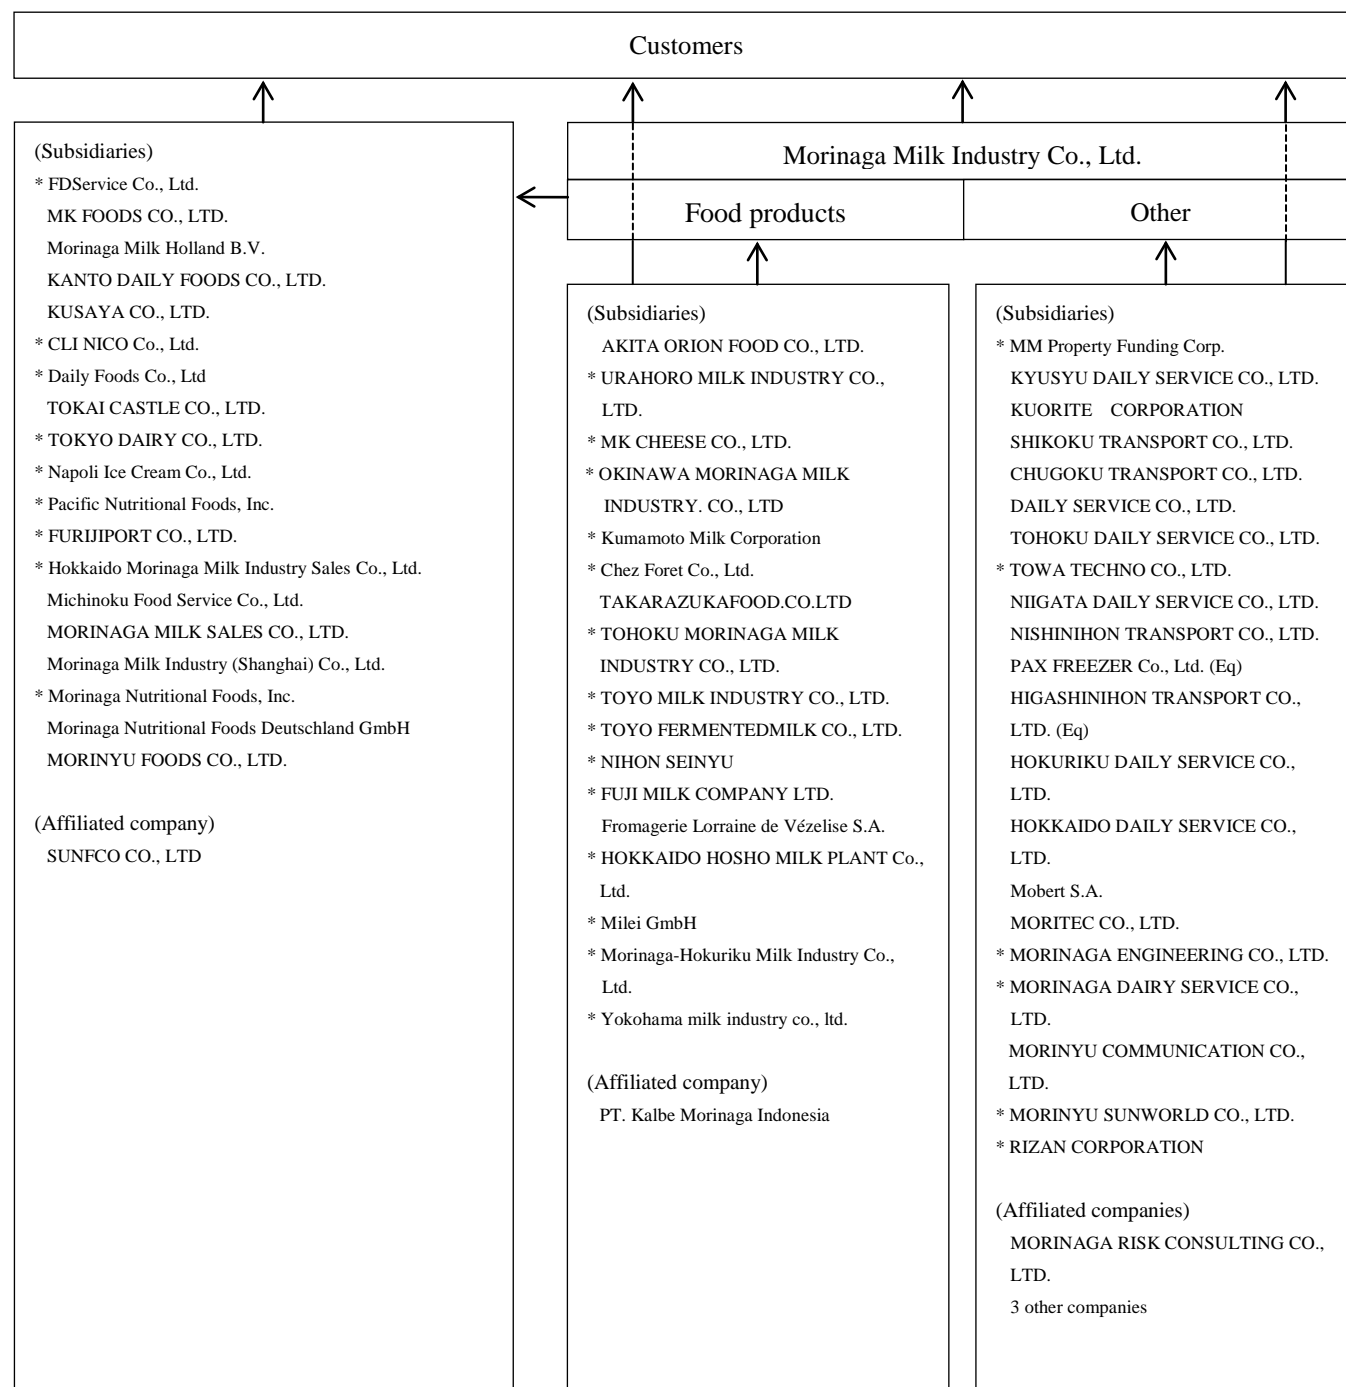 Customers
(Subsidiaries)
* FDService Co., Ltd.
MK FOODS CO., LTD.
Morinaga Milk Holland B.V.
KANTO DAILY FOODS CO., LTD.
KUSAYA CO., LTD.
* CLI NICO Co., Ltd.
* Daily Foods Co., Ltd
TOKAI CASTLE CO., LTD.
* TOKYO DAIRY CO., LTD.
* Napoli Ice Cream Co., Ltd.
* Pacific Nutritional Foods, Inc.
* FURIJIPORT CO., LTD.
* Hokkaido Morinaga Milk Industry Sales Co., Ltd.
Michinoku Food Service Co., Ltd.
MORINAGA MILK SALES CO., LTD.
Morinaga Milk Industry (Shanghai) Co., Ltd.
* Morinaga Nutritional Foods, Inc.
Morinaga Nutritional Foods Deutschland GmbH
MORINYU FOODS CO., LTD.
(Affiliated company)
SUNFCO CO., LTD
Morinaga Milk Industry Co., Ltd.
Food products
Other
(Subsidiaries)
AKITA ORION FOOD CO., LTD.
* URAHORO MILK INDUSTRY CO.,
LTD.
* MK CHEESE CO., LTD.
* OKINAWA MORINAGA MILK
INDUSTRY. CO., LTD
* Kumamoto Milk Corporation
* Chez Foret Co., Ltd.
TAKARAZUKAFOOD.CO.LTD
* TOHOKU MORINAGA MILK
INDUSTRY CO., LTD.
* TOYO MILK INDUSTRY CO., LTD.
* TOYO FERMENTEDMILK CO., LTD.
* NIHON SEINYU
* FUJI MILK COMPANY LTD.
Fromagerie Lorraine de Vézelise S.A.
* HOKKAIDO HOSHO MILK PLANT Co.,
Ltd.
* Milei GmbH
* Morinaga-Hokuriku Milk Industry Co.,
Ltd.
* Yokohama milk industry co., ltd.
(Affiliated company)
PT. Kalbe Morinaga Indonesia
(Subsidiaries)
* MM Property Funding Corp.
KYUSYU DAILY SERVICE CO., LTD.
KUORITE CORPORATION
SHIKOKU TRANSPORT CO., LTD.
CHUGOKU TRANSPORT CO., LTD.
DAILY SERVICE CO., LTD.
TOHOKU DAILY SERVICE CO., LTD.
* TOWA TECHNO CO., LTD.
NIIGATA DAILY SERVICE CO., LTD.
NISHINIHON TRANSPORT CO., LTD.
PAX FREEZER Co., Ltd. (Eq)
HIGASHINIHON TRANSPORT CO.,
LTD. (Eq)
HOKURIKU DAILY SERVICE CO.,
LTD.
HOKKAIDO DAILY SERVICE CO.,
LTD.
Mobert S.A.
MORITEC CO., LTD.
* MORINAGA ENGINEERING CO., LTD.
* MORINAGA DAIRY SERVICE CO.,
LTD.
MORINYU COMMUNICATION CO.,
LTD.
* MORINYU SUNWORLD CO., LTD.
* RIZAN CORPORATION
(Affiliated companies)
MORINAGA RISK CONSULTING CO.,
LTD.
3 other companies